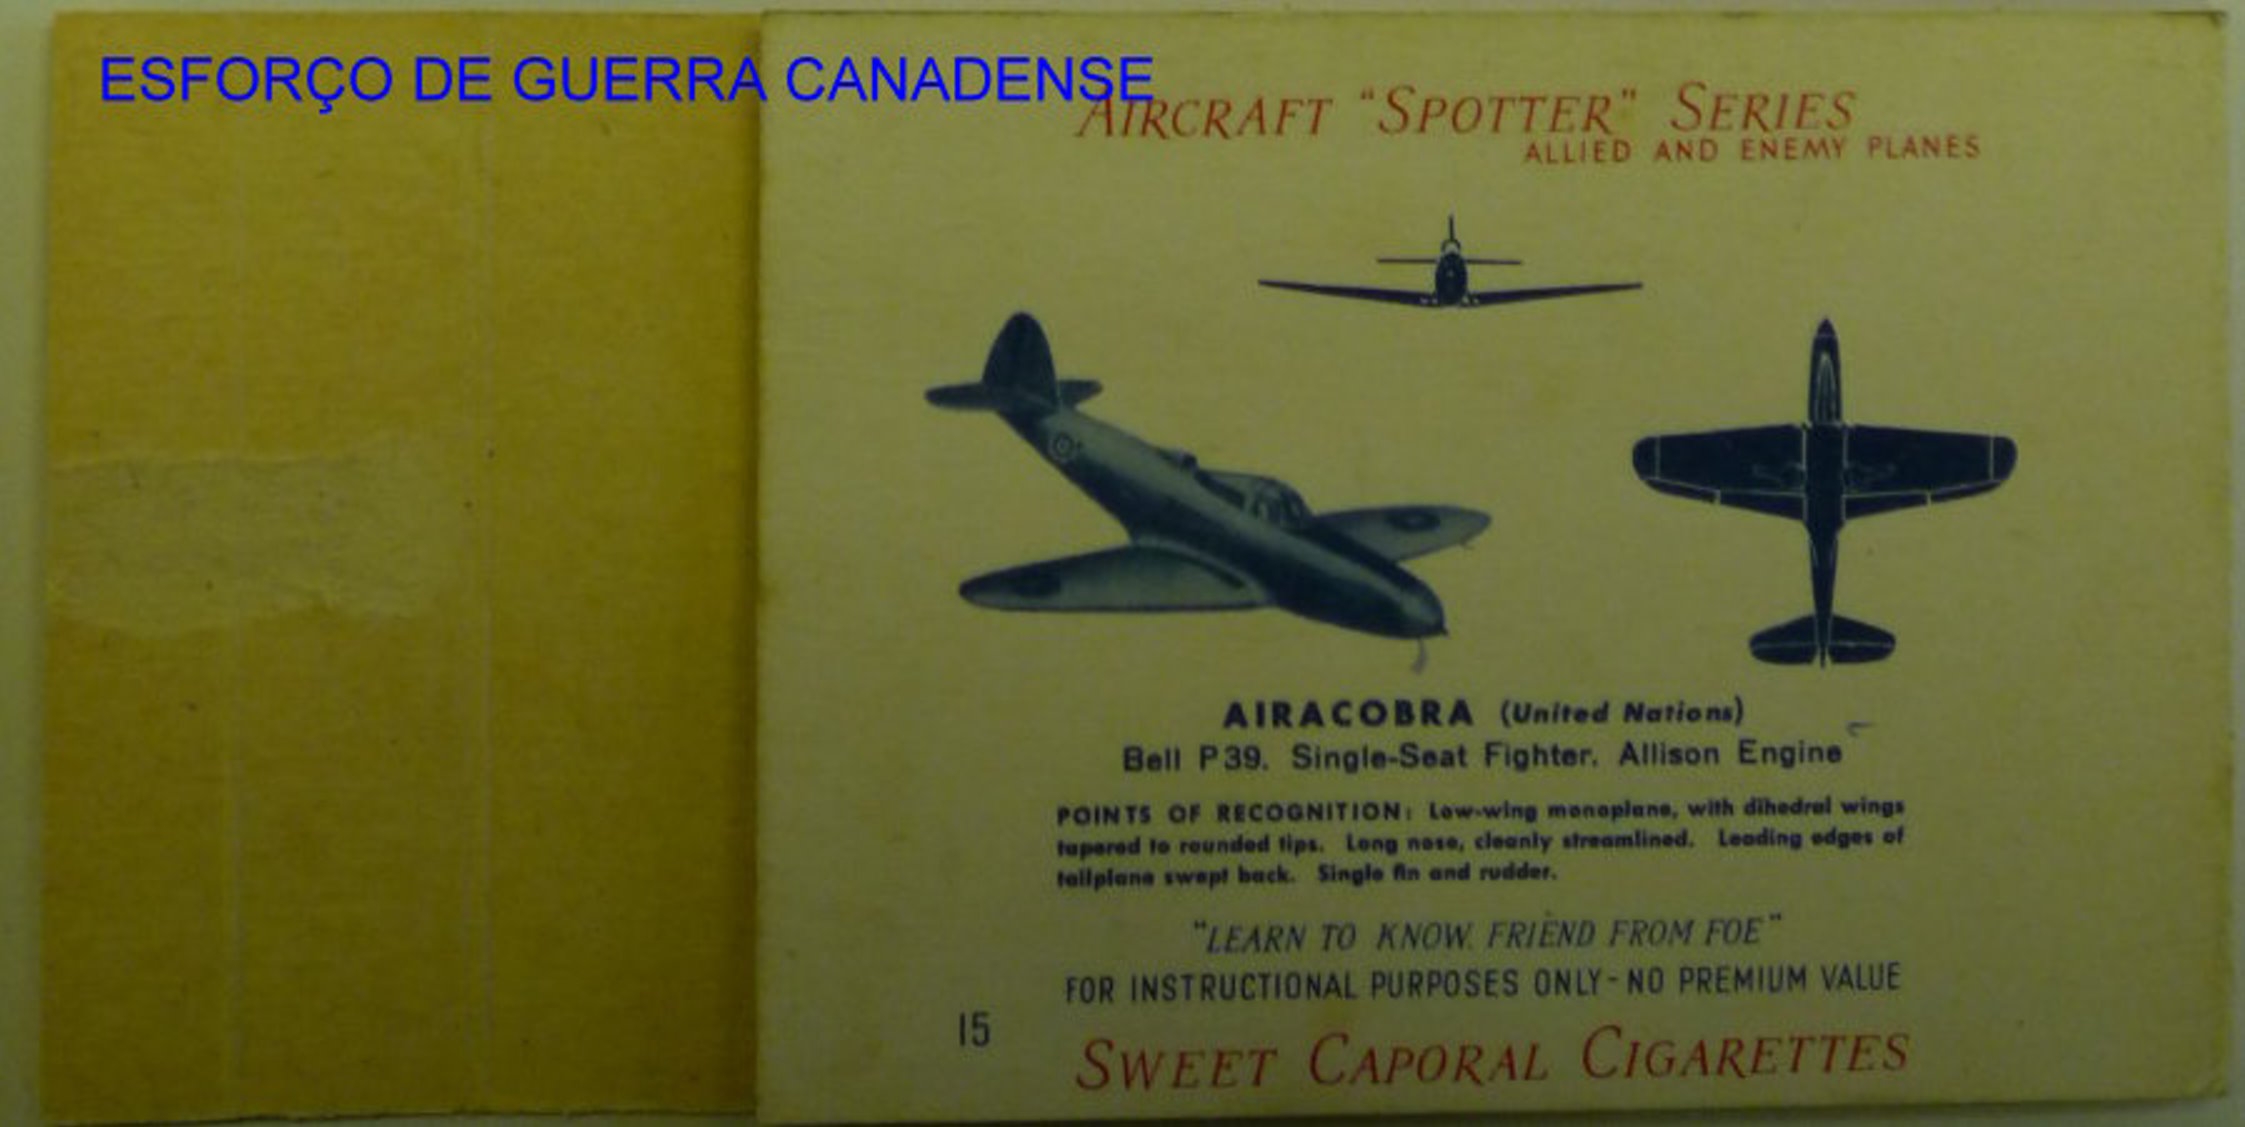 ESFORÇO DE GUERRA CANADENSE
AIRCRAFT “SPOTTER” SERIES
ALLIED AND ENEMY PLANES
AIRACOBRA (United Nations)
Bell P39. Single-Seat Fighter. Allison Engine
POINTS OF RECOGNITION: Low-wing monoplane, with dihedral wings
tapered to rounded tips. Long nose, cleanly streamlined. Leading edges of
tailplane swept back. Single fin and rudder.
“LEARN TO KNOW FRIEND FROM FOE”
FOR INSTRUCTIONAL PURPOSES ONLY-NO PREMIUM VALUE
15
SWEET CAPORAL CIGARETTES